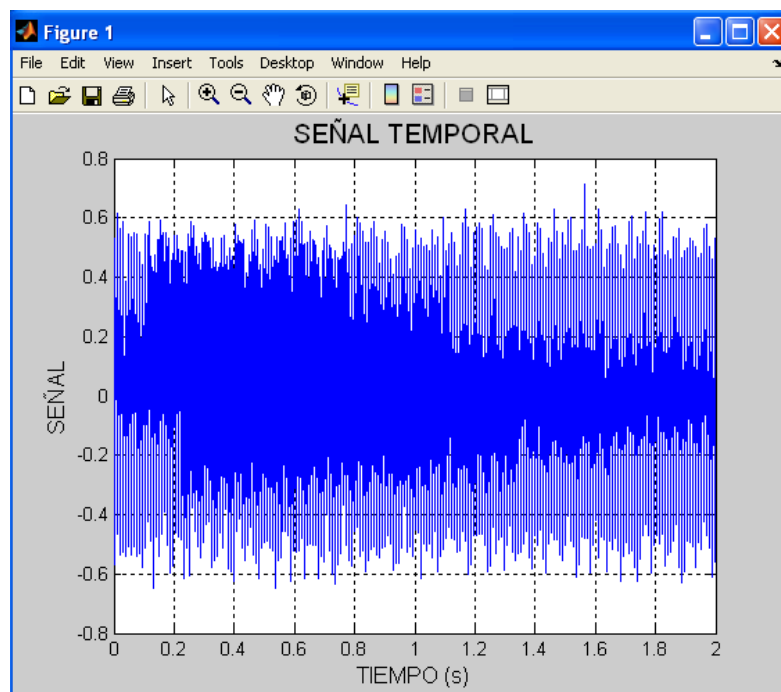 Figure 1
File Edit View Insert Tools Desktop Window Help
SEÑAL TEMPORAL
0.8
0.6
0.4
0.2
0
-0.2
-0.4
-0.6
-0.8
SEÑAL
0 0.2 0.4 0.6 0.8 1 1.2 1.4 1.6 1.8 2
TIEMPO (s)